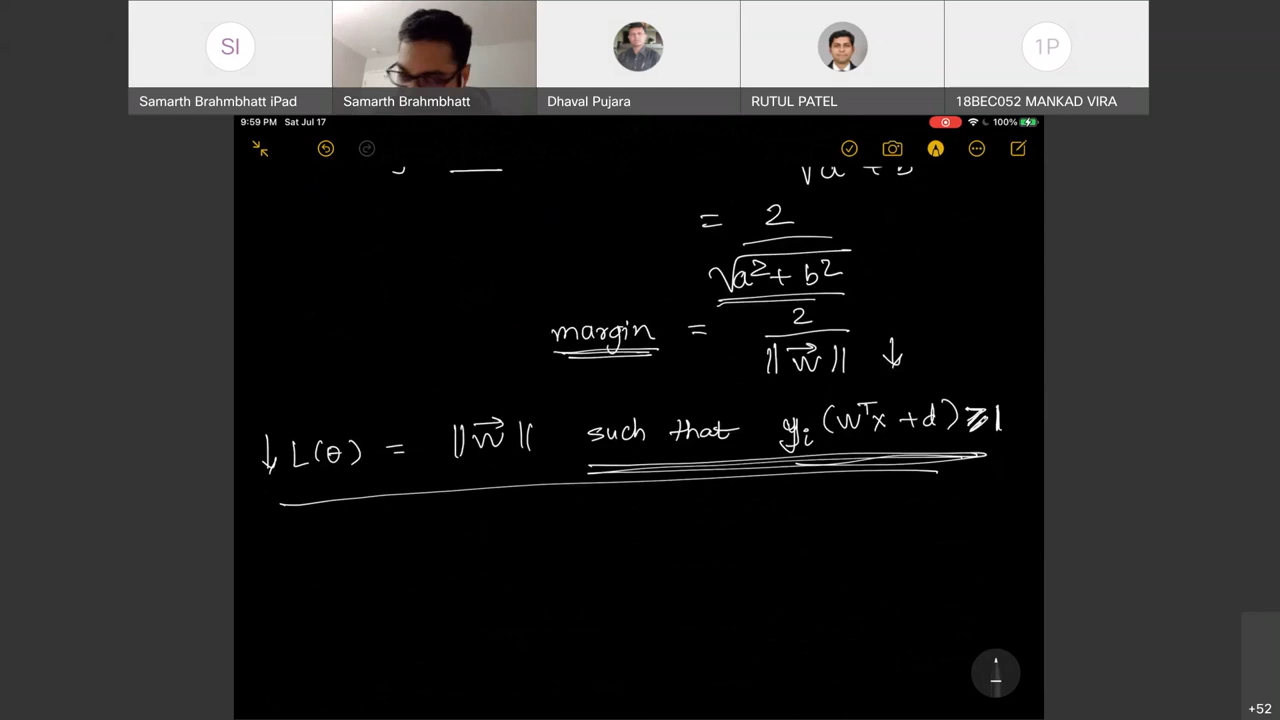 SI
1P
Samarth Brahmbhatt iPad
Samarth Brahmbhatt
Dhaval Pujara
RUTUL PATEL
18BEC052 MANKAD VIRA
9:59 PM Sat Jul 17
100%
= 2
√a² + b²
margin = 2
||w⃗|| ↓
↓ L(θ) = ||w⃗|| such that yᵢ(wᵀx + d) ≥ 1
+52